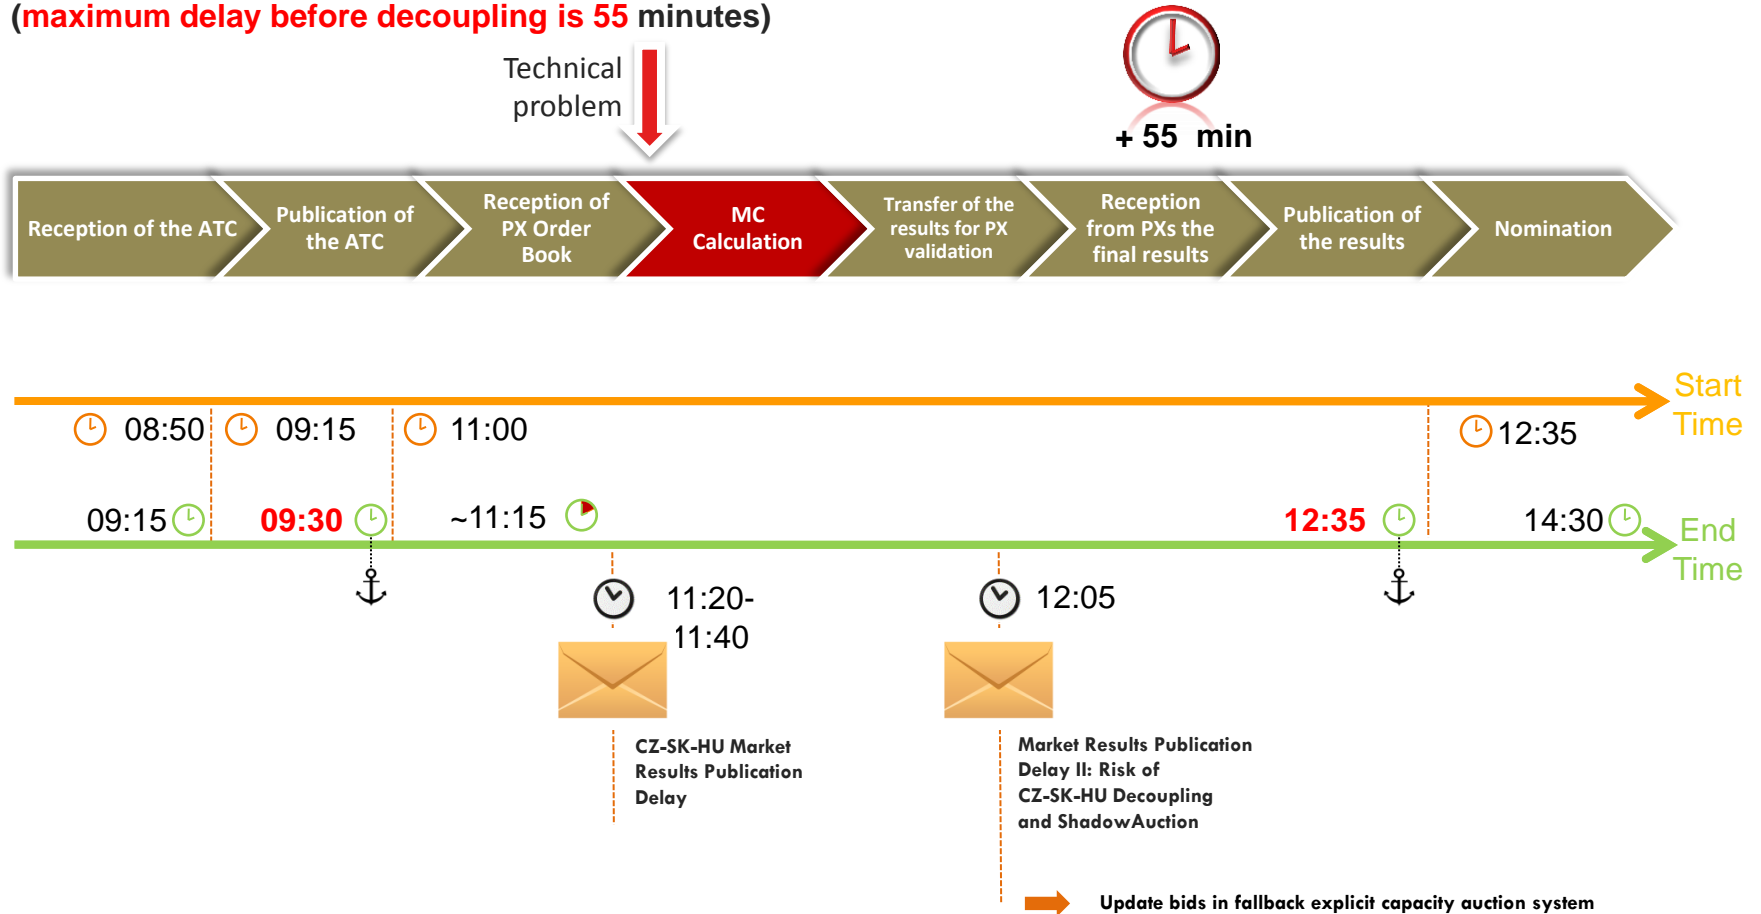 (maximum delay before decoupling is 55 minutes)
Technical
problem
+ 55 min
Reception of the ATC
Publication of
the ATC
Reception of
PX Order
Book
MC
Calculation
Transfer of the
results for PX
validation
Reception
from PXs the
final results
Publication of
the results
Nomination
Start
Time
08:50
09:15
11:00
12:35
09:15
09:30
~11:15
12:35
14:30
End
Time
11:20-
11:40
12:05
CZ-SK-HU Market
Results Publication
Delay
Market Results Publication
Delay II: Risk of
CZ-SK-HU Decoupling
and ShadowAuction
Update bids in fallback explicit capacity auction system